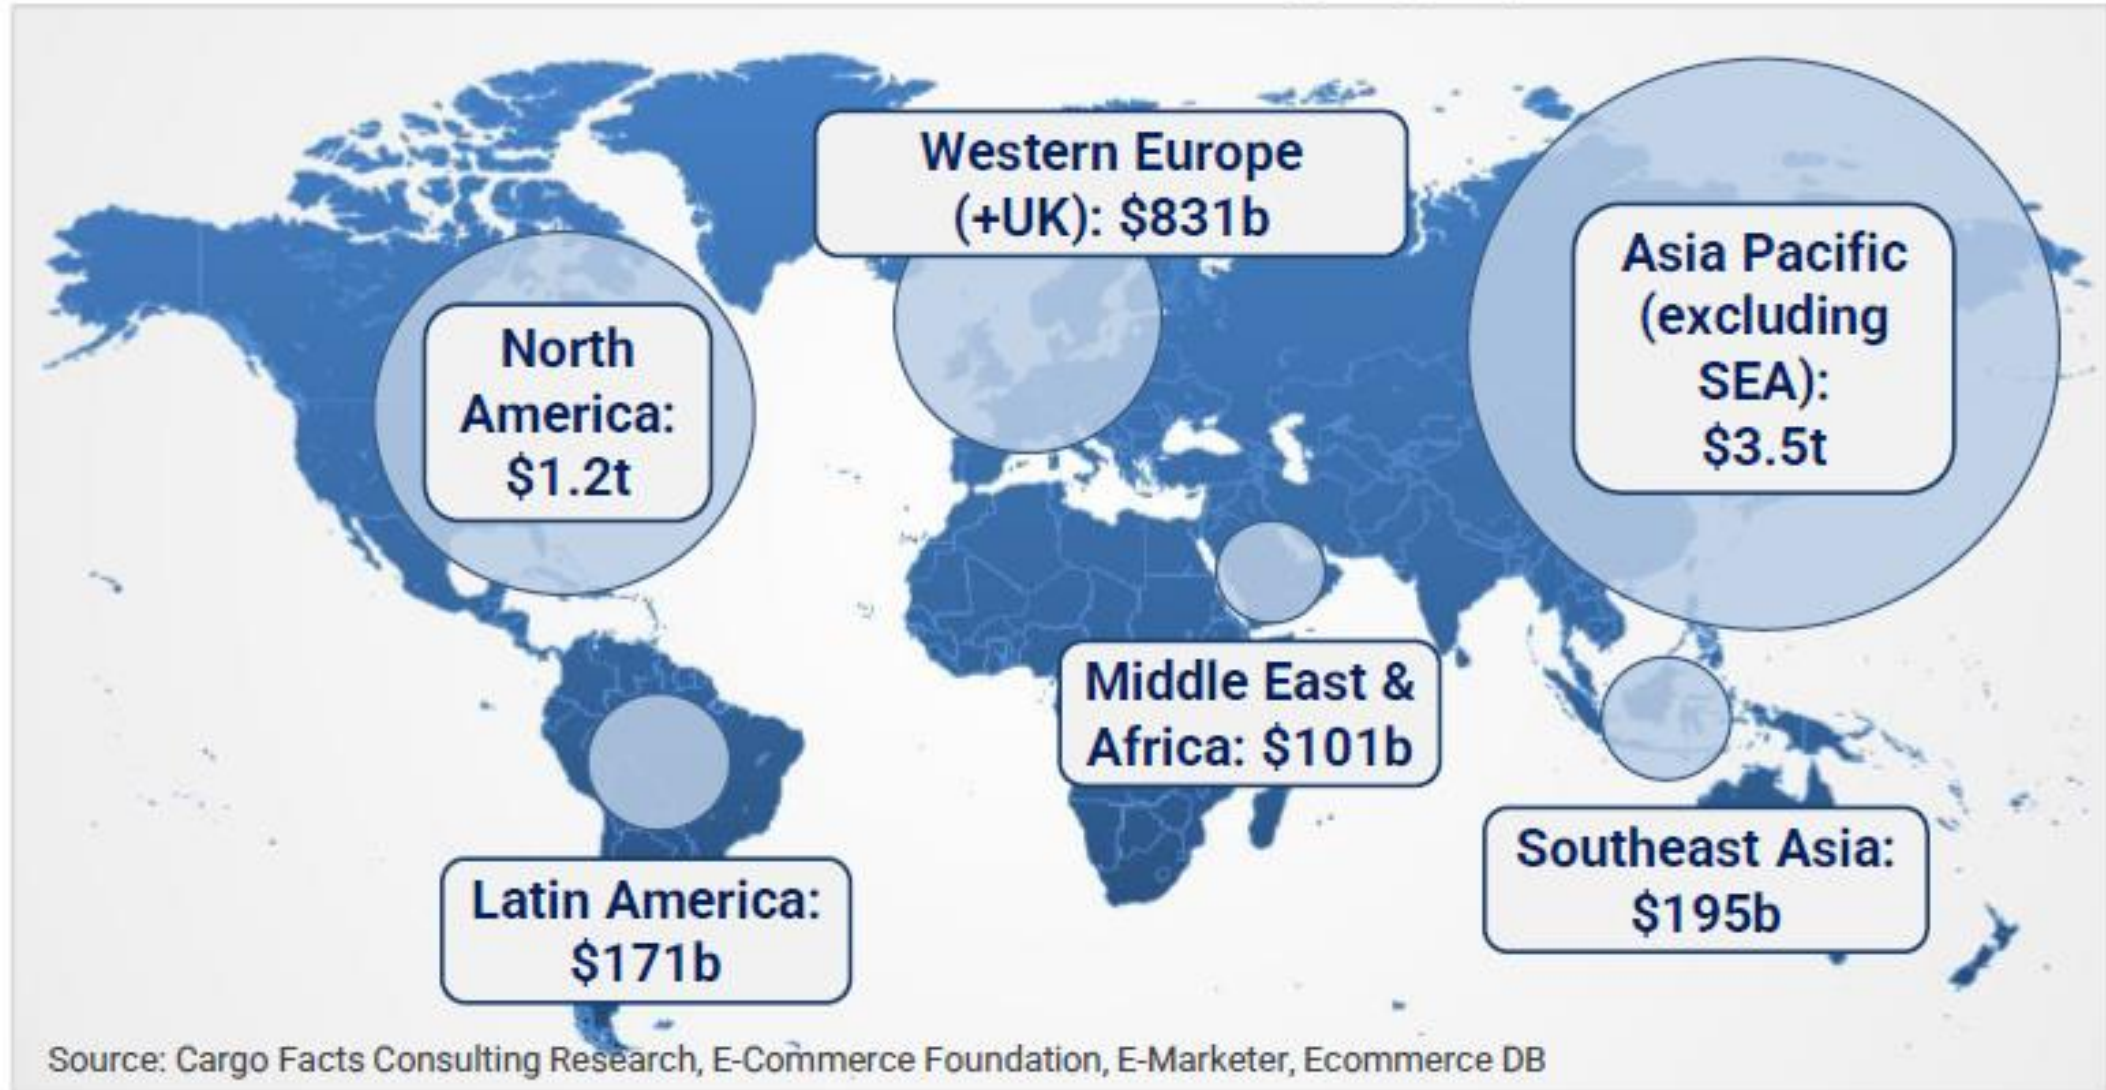 Western Europe
(+UK): $831b
Asia Pacific
(excluding
SEA):
$3.5t
North
America:
$1.2t
Middle East &
Africa: $101b
Southeast Asia:
$195b
Latin America:
$171b
Source: Cargo Facts Consulting Research, E-Commerce Foundation, E-Marketer, Ecommerce DB